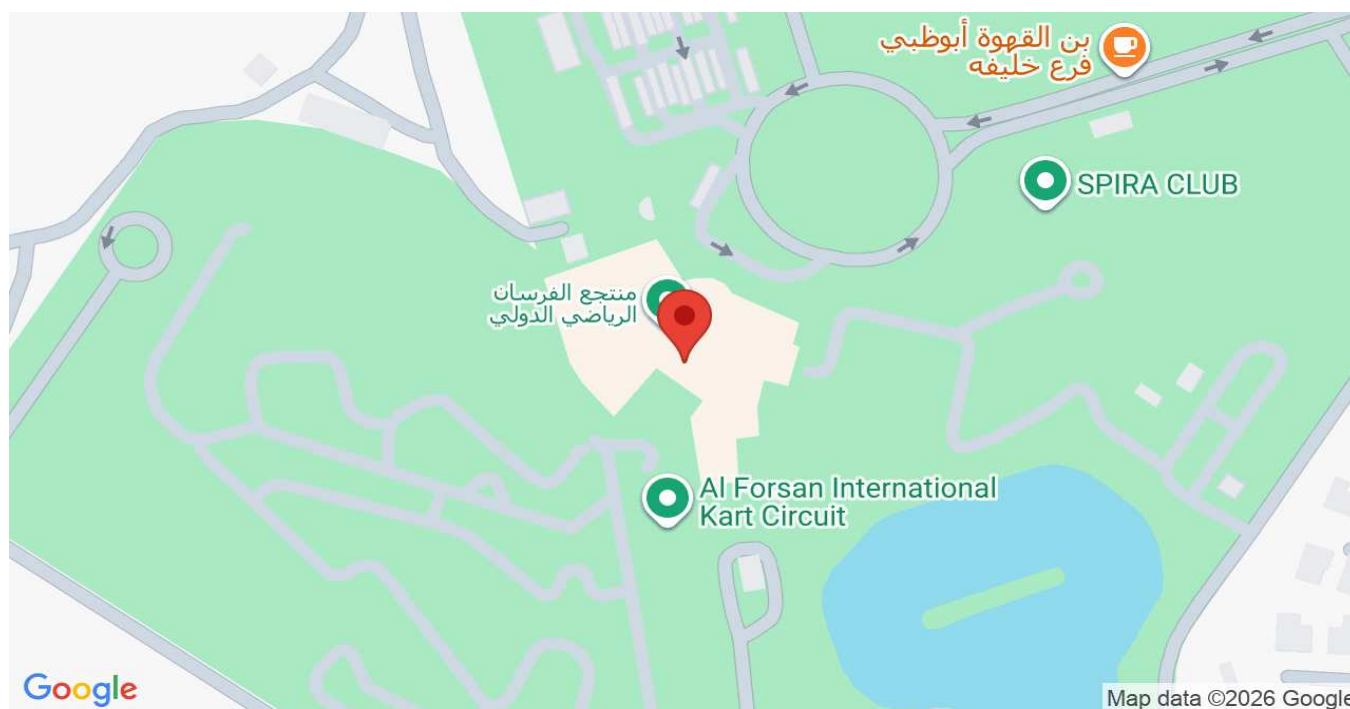 بن القهوة أبوظبي
فرع خليفه
SPIRA CLUB
منتجع الفرسان
الرياضي الدولي
Al Forsan International
Kart Circuit
Google
Map data ©2026 Google